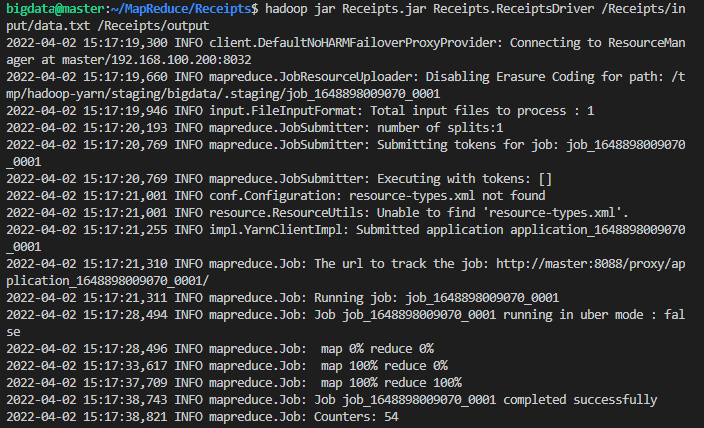 bigdata@master:~/MapReduce/Receipts$ hadoop jar Receipts.jar Receipts.ReceiptsDriver /Receipts/in
put/data.txt /Receipts/output
2022-04-02 15:17:19,300 INFO client.DefaultNoHARMFailoverProxyProvider: Connecting to ResourceMan
ager at master/192.168.100.200:8032
2022-04-02 15:17:19,660 INFO mapreduce.JobResourceUploader: Disabling Erasure Coding for path: /t
mp/hadoop-yarn/staging/bigdata/.staging/job_1648898009070_0001
2022-04-02 15:17:19,946 INFO input.FileInputFormat: Total input files to process : 1
2022-04-02 15:17:20,193 INFO mapreduce.JobSubmitter: number of splits:1
2022-04-02 15:17:20,769 INFO mapreduce.JobSubmitter: Submitting tokens for job: job_1648898009070
_0001
2022-04-02 15:17:20,769 INFO mapreduce.JobSubmitter: Executing with tokens: []
2022-04-02 15:17:21,001 INFO conf.Configuration: resource-types.xml not found
2022-04-02 15:17:21,001 INFO resource.ResourceUtils: Unable to find 'resource-types.xml'.
2022-04-02 15:17:21,255 INFO impl.YarnClientImpl: Submitted application application_1648898009070
_0001
2022-04-02 15:17:21,310 INFO mapreduce.Job: The url to track the job: http://master:8088/proxy/ap
plication_1648898009070_0001/
2022-04-02 15:17:21,311 INFO mapreduce.Job: Running job: job_1648898009070_0001
2022-04-02 15:17:28,494 INFO mapreduce.Job: Job job_1648898009070_0001 running in uber mode : fal
se
2022-04-02 15:17:28,496 INFO mapreduce.Job:  map 0% reduce 0%
2022-04-02 15:17:33,617 INFO mapreduce.Job:  map 100% reduce 0%
2022-04-02 15:17:37,709 INFO mapreduce.Job:  map 100% reduce 100%
2022-04-02 15:17:38,743 INFO mapreduce.Job: Job job_1648898009070_0001 completed successfully
2022-04-02 15:17:38,821 INFO mapreduce.Job: Counters: 54